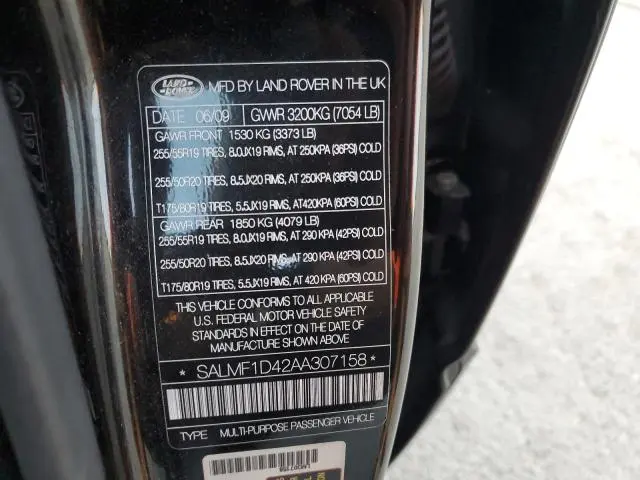 LAND ROVER
MFD BY LAND ROVER IN THE UK
DATE 06/09 GVWR 3200KG (7054 LB)
GAWR FRONT 1530 KG (3373 LB)
255/55R19 TIRES, 8.0JX19 RIMS, AT 250KPA (36PSI) COLD
255/50R20 TIRES, 8.5JX20 RIMS, AT 250KPA (36PSI) COLD
T175/80R19 TIRES, 5.5JX19 RIMS, AT420KPA (60PSI) COLD
GAWR REAR 1850 KG (4079 LB)
255/55R19 TIRES, 8.0JX19 RIMS, AT 290 KPA (42PSI) COLD
255/50R20 TIRES, 8.5JX20 RIMS, AT 290 KPA (42PSI) COLD
T175/80R19 TIRES, 5.5JX19 RIMS, AT 420 KPA (60PSI) COLD
THIS VEHICLE CONFORMS TO ALL APPLICABLE
U.S. FEDERAL MOTOR VEHICLE SAFETY
STANDARDS IN EFFECT ON THE DATE OF
MANUFACTURE SHOWN ABOVE
* SALMF1D42AA307158 *
TYPE MULTI-PURPOSE PASSENGER VEHICLE